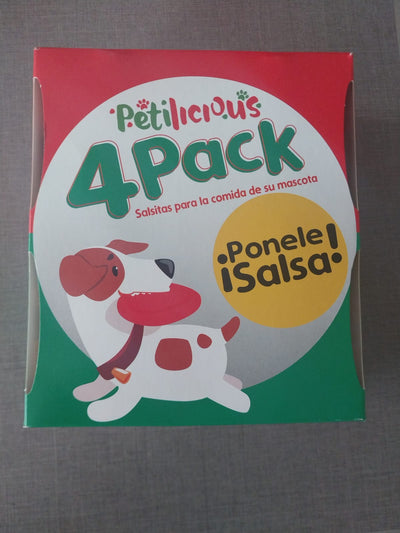 Petilicious
4Pack
Salsitas para la comida de su mascota
¡Ponele
Salsa!